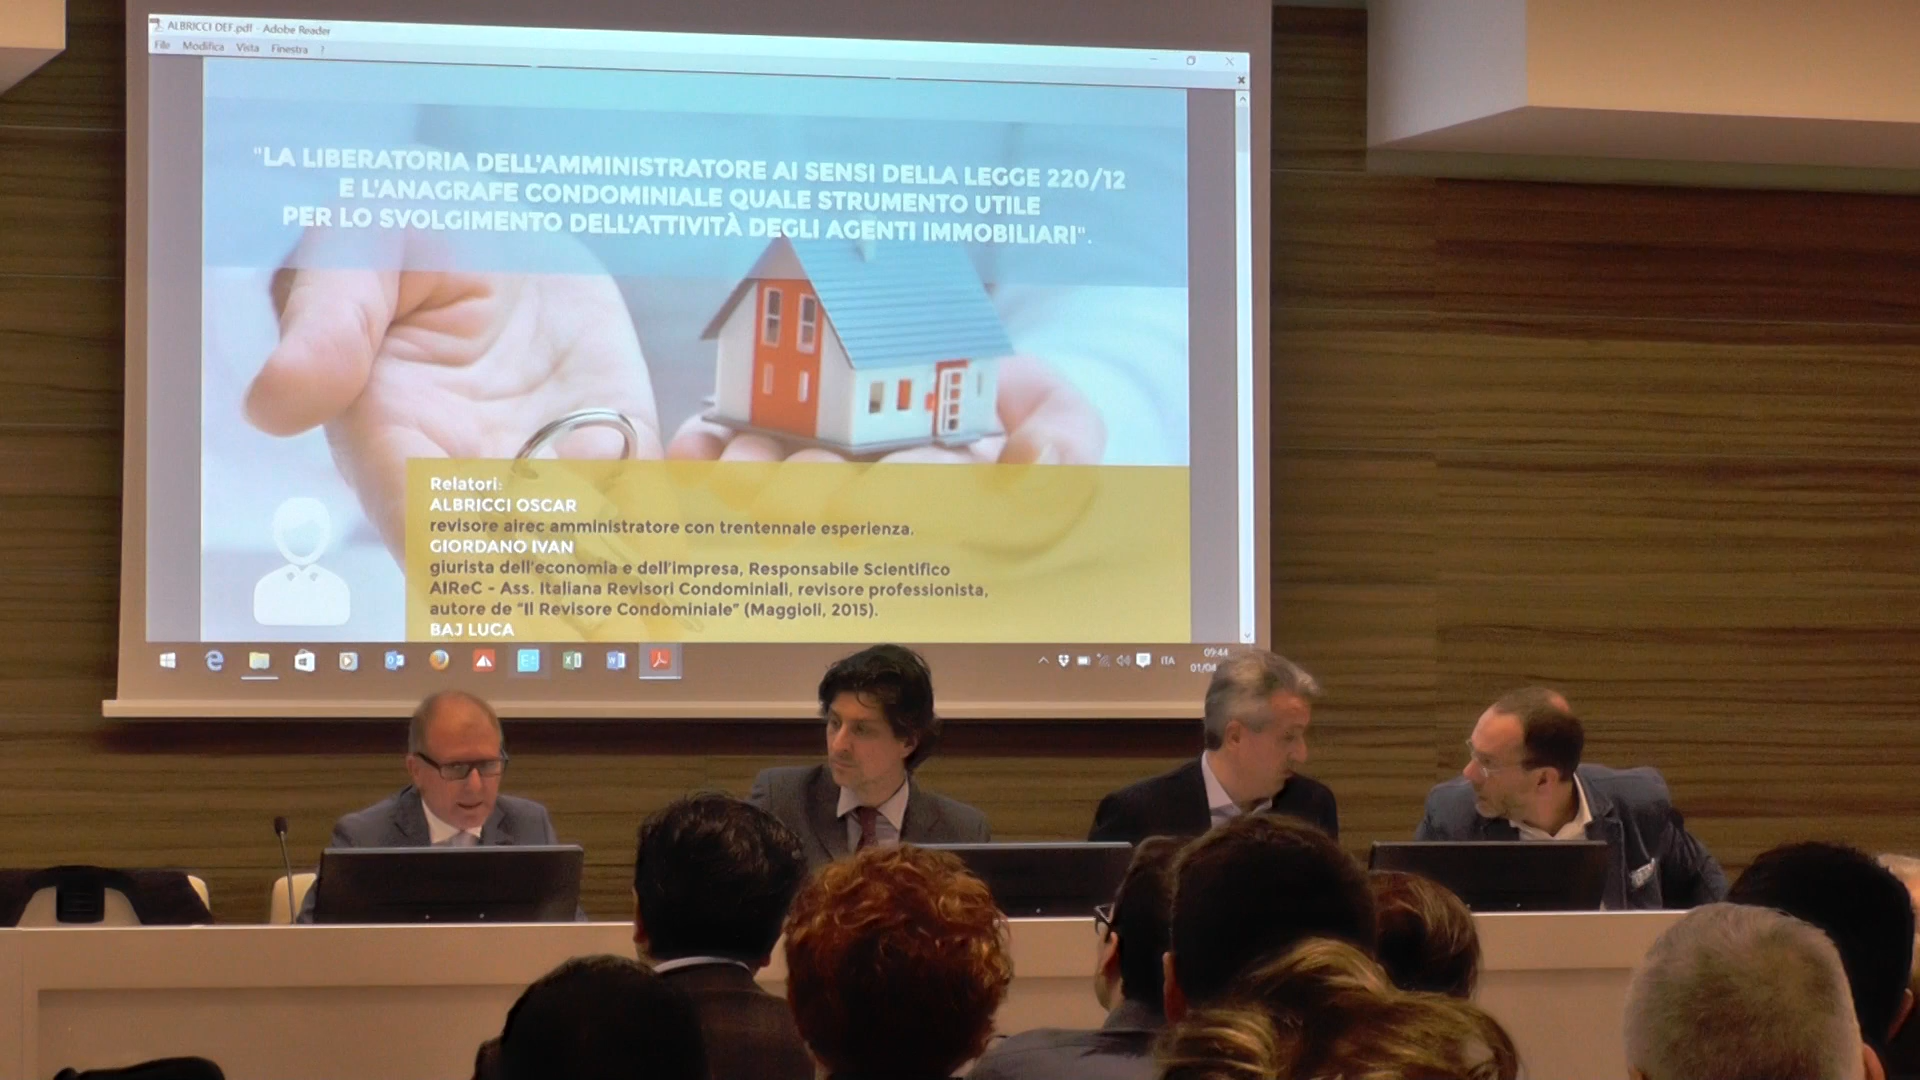 ALBRICCI DEF.pdf - Adobe Reader
File Modifica Vista Finestra ?
"LA LIBERATORIA DELL'AMMINISTRATORE AI SENSI DELLA LEGGE 220/12
E L'ANAGRAFE CONDOMINIALE QUALE STRUMENTO UTILE
PER LO SVOLGIMENTO DELL'ATTIVITÀ DEGLI AGENTI IMMOBILIARI".
Relatori:
ALBRICCI OSCAR
revisore airec amministratore con trentennale esperienza.
GIORDANO IVAN
giurista dell'economia e dell'impresa, Responsabile Scientifico
AIReC - Ass. Italiana Revisori Condominiali, revisore professionista,
autore de "Il Revisore Condominiale" (Maggioli, 2015).
BAJ LUCA
ITA
09:44
01/04